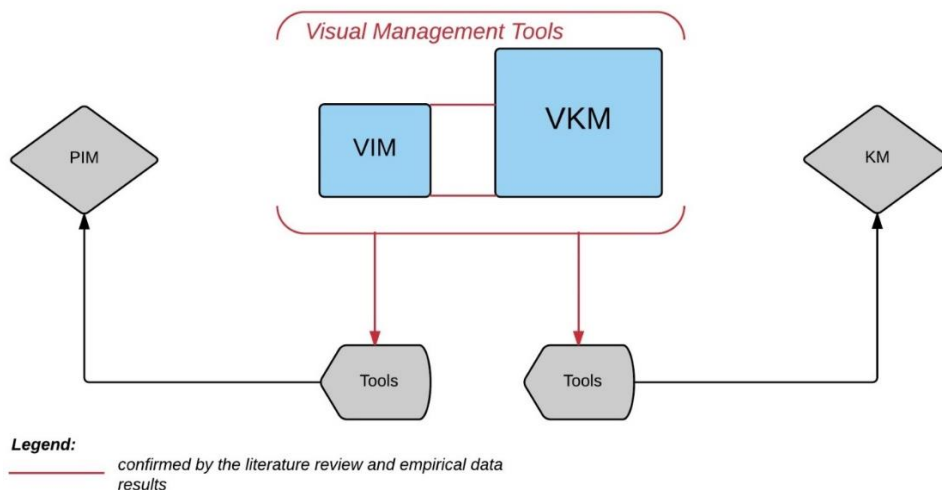 Visual Management Tools
VIM
VKM
PIM
KM
Tools
Tools
Legend:
confirmed by the literature review and empirical data
results